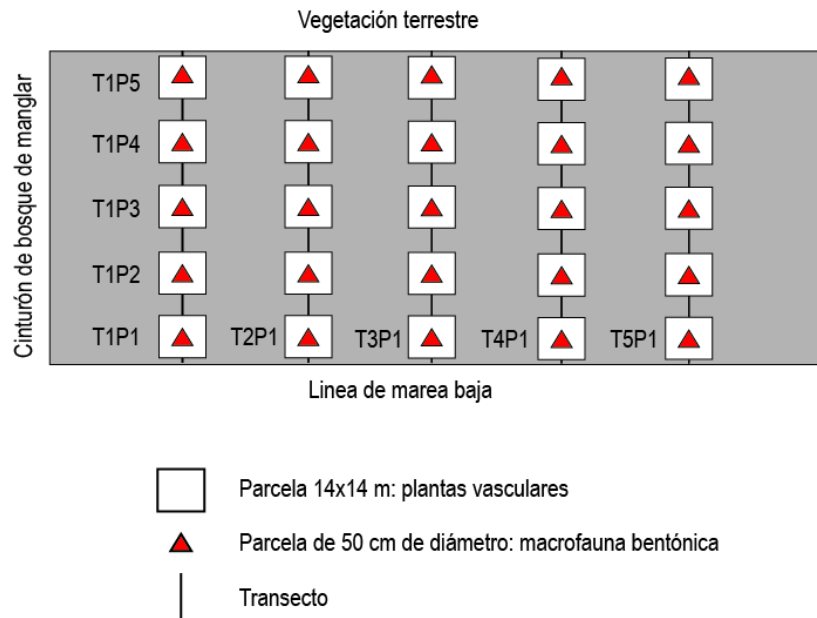 Vegetación terrestre
Cinturón de bosque de manglar
T1P5
T1P4
T1P3
T1P2
T1P1 T2P1 T3P1 T4P1 T5P1
Linea de marea baja
Parcela 14x14 m: plantas vasculares
Parcela de 50 cm de diámetro: macrofauna bentónica
Transecto